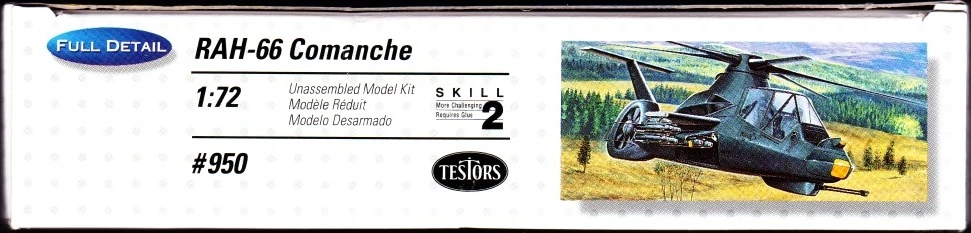 FULL DETAIL
RAH-66 Comanche
1:72
Unassembled Model Kit
Modèle Réduit
Modelo Desarmado
SKILL
More Challenging
Requires Glue
2
#950
TESTORS